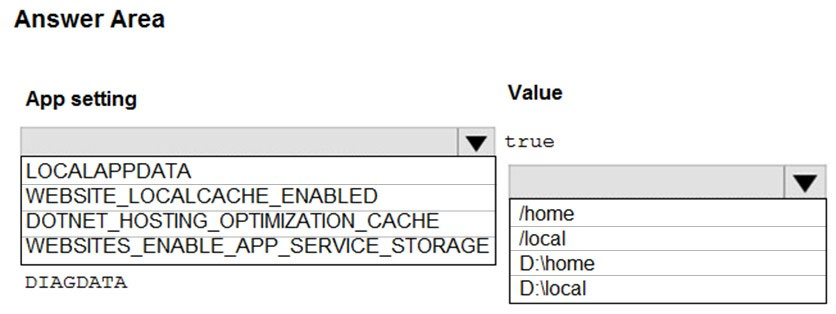 Answer Area
App setting
Value
true
LOCALAPPDATA
WEBSITE_LOCALCACHE_ENABLED
DOTNET_HOSTING_OPTIMIZATION_CACHE
WEBSITES_ENABLE_APP_SERVICE_STORAGE
DIAGDATA
/home
/local
D:\home
D:\local